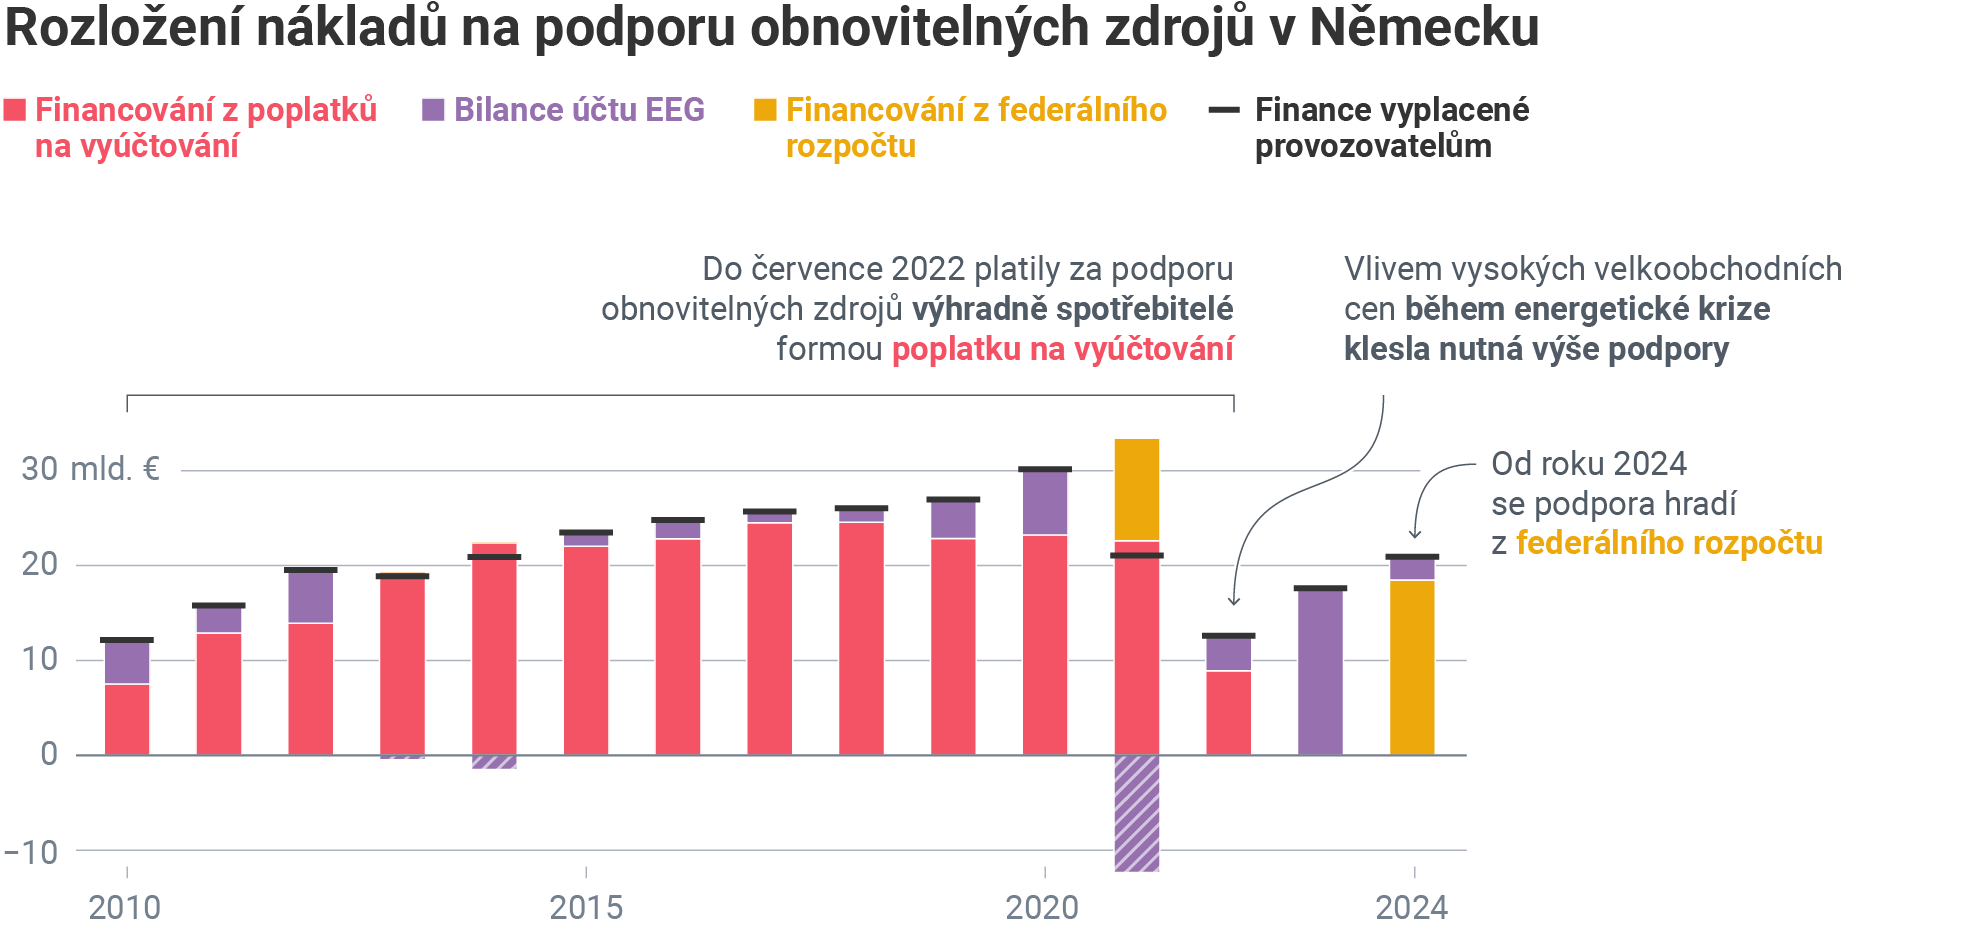 Rozložení nákladů na podporu obnovitelných zdrojů v Německu
Financování z poplatků
na vyúčtování
Bilance účtu EEG
Financování z federálního
rozpočtu
Finance vyplacené
provozovatelům
Do července 2022 platily za podporu
obnovitelných zdrojů výhradně spotřebitelé
formou poplatku na vyúčtování
Vlivem vysokých velkoobchodních
cen během energetické krize
klesla nutná výše podpory
Od roku 2024
se podpora hradí
z federálního rozpočtu
30 mld. €
20
10
0
−10
2010
2015
2020
2024